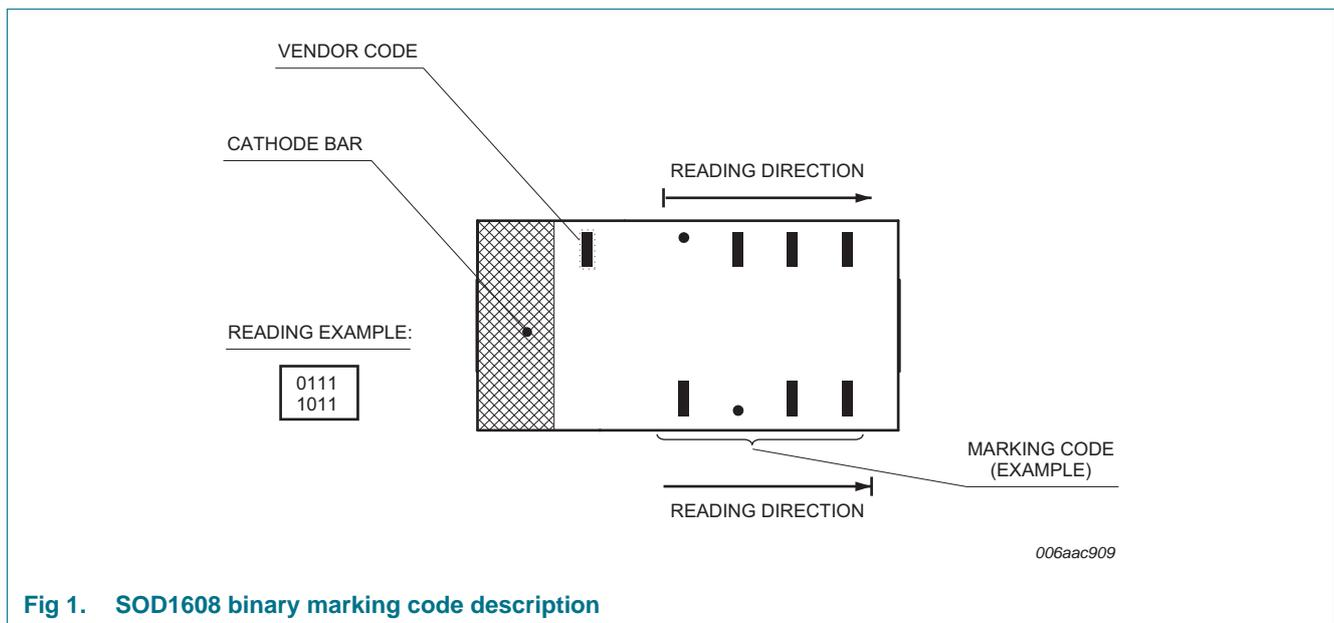 VENDOR CODE
CATHODE BAR
READING DIRECTION
READING EXAMPLE:
0111
1011
MARKING CODE
(EXAMPLE)
READING DIRECTION
006aac909
Fig 1. SOD1608 binary marking code description